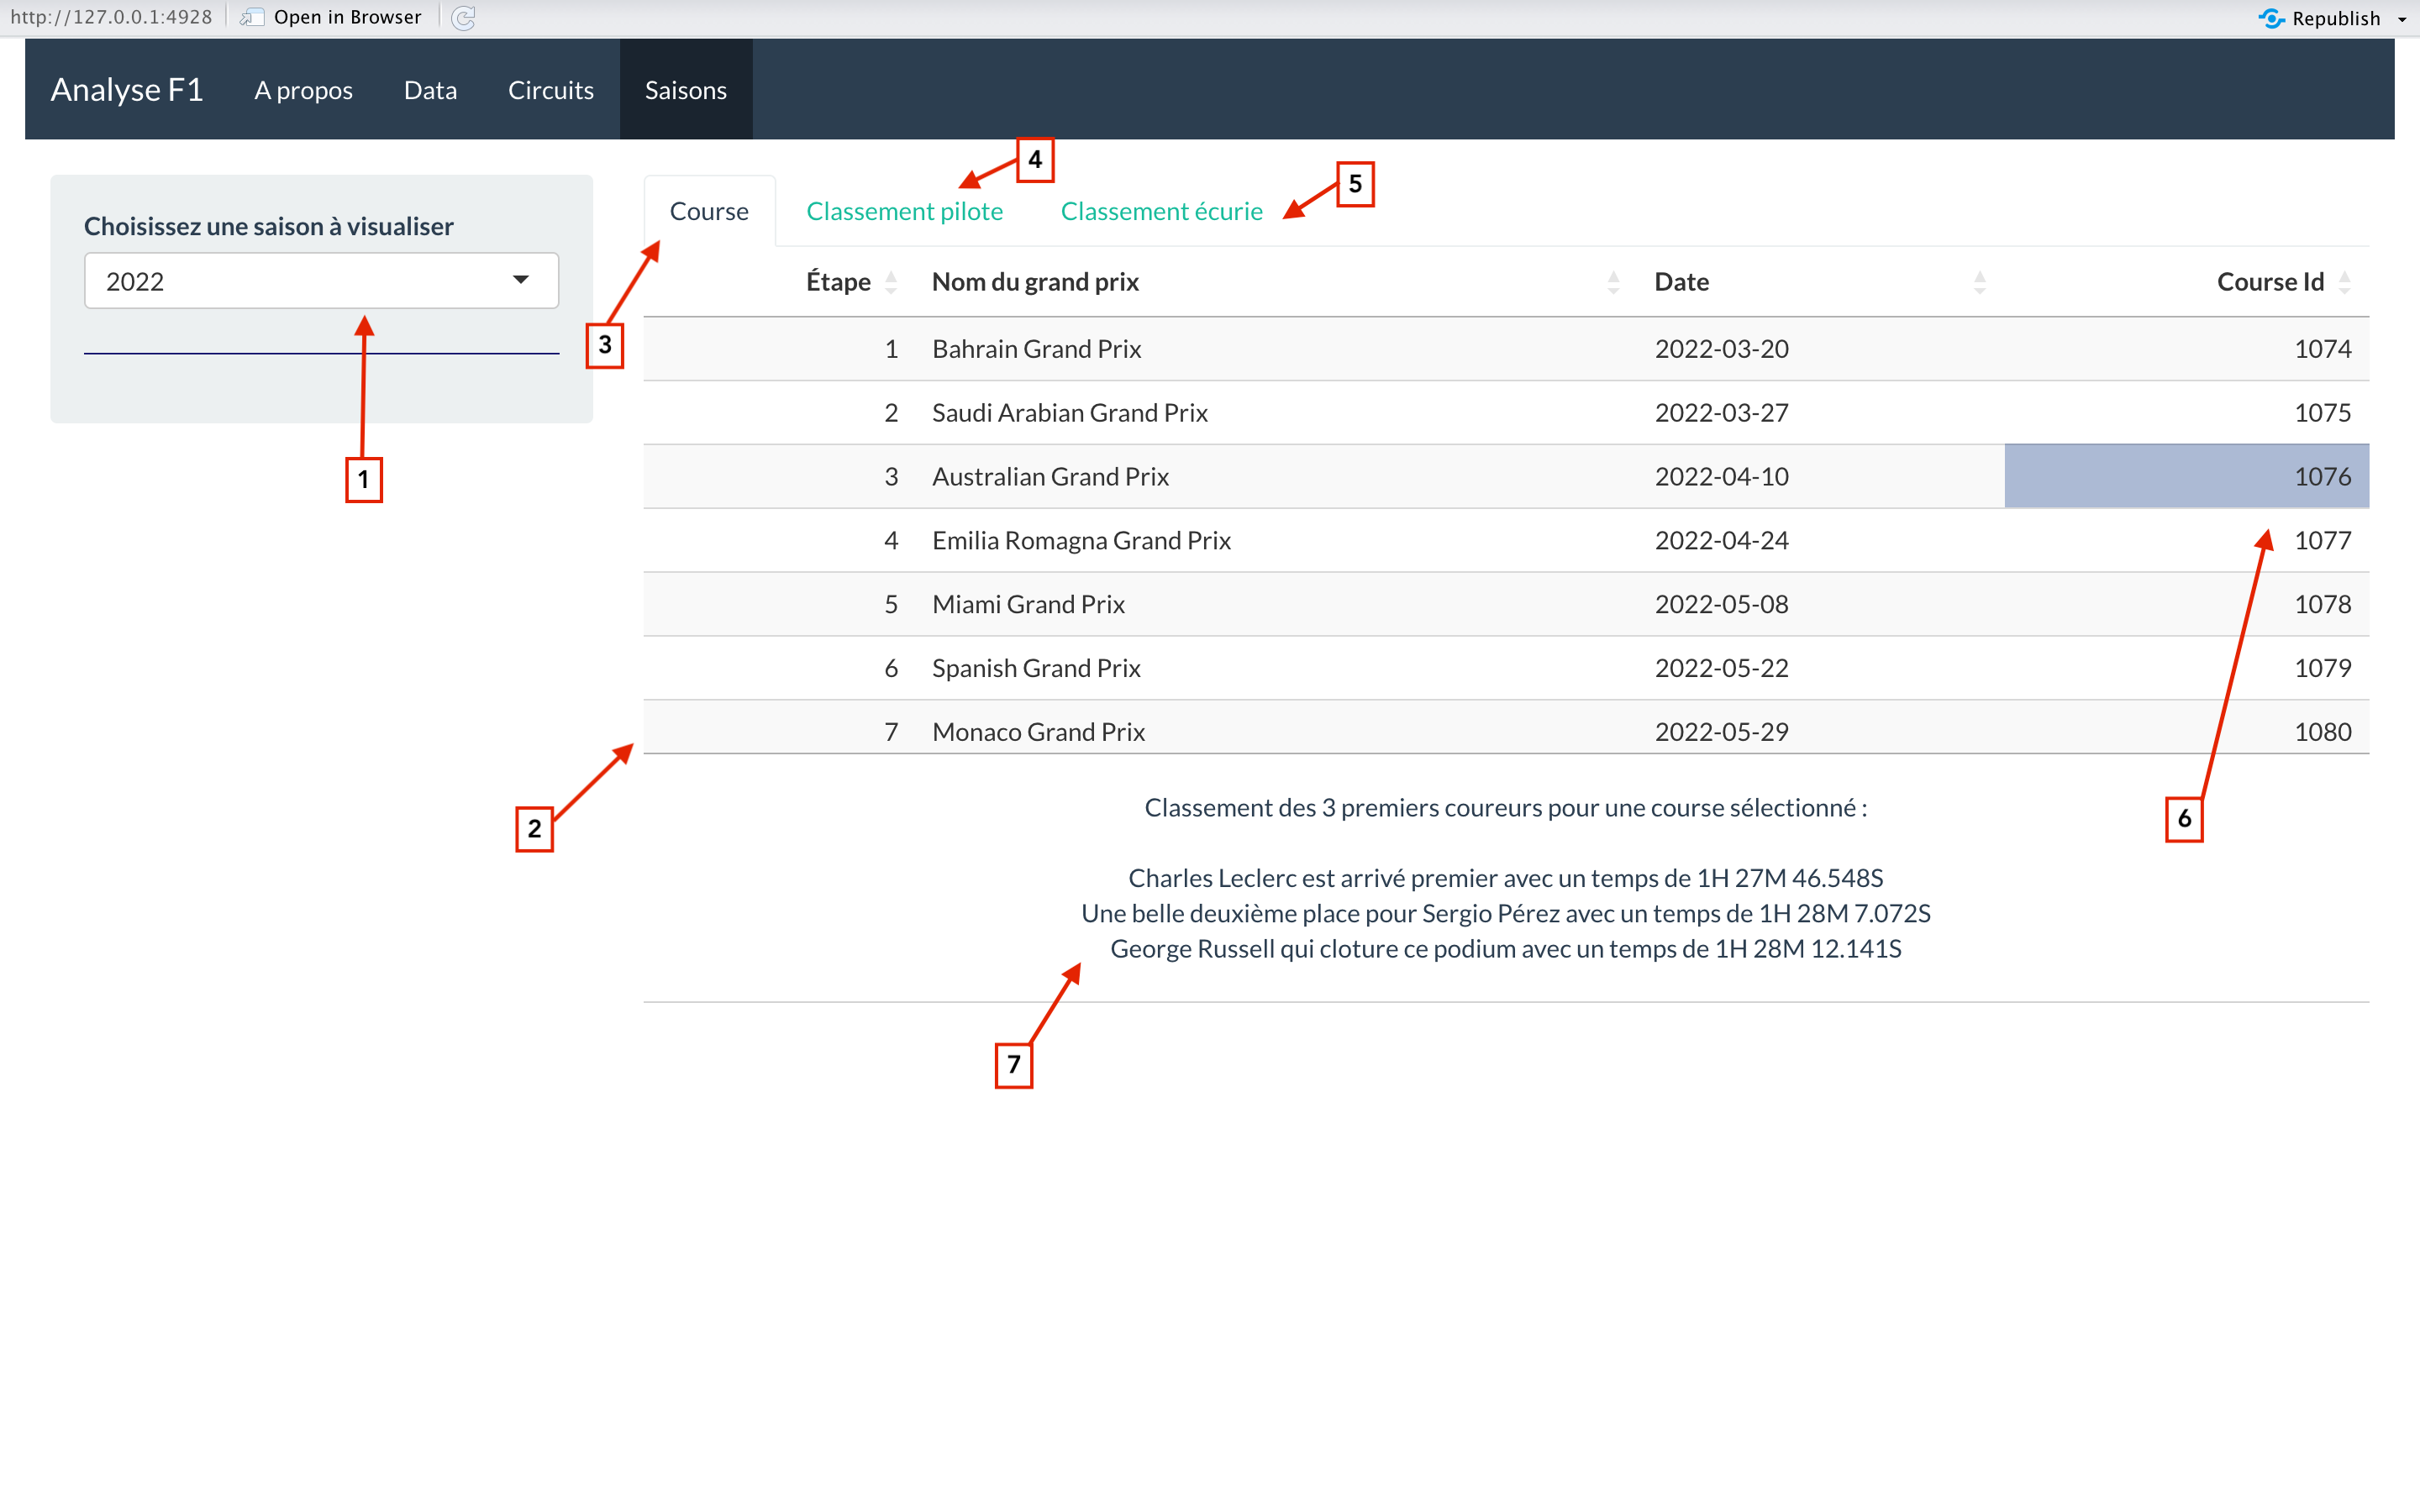 http://127.0.0.1:4928 Open in Browser Republish
Analyse F1 A propos Data Circuits Saisons
4
5
Course Classement pilote Classement écurie
Choisissez une saison à visualiser
2022
Étape Nom du grand prix Date Course Id
3
1 Bahrain Grand Prix 2022-03-20 1074
2 Saudi Arabian Grand Prix 2022-03-27 1075
1
3 Australian Grand Prix 2022-04-10 1076
4 Emilia Romagna Grand Prix 2022-04-24 1077
5 Miami Grand Prix 2022-05-08 1078
6 Spanish Grand Prix 2022-05-22 1079
7 Monaco Grand Prix 2022-05-29 1080
2
6
Classement des 3 premiers coureurs pour une course sélectionné :
Charles Leclerc est arrivé premier avec un temps de 1H 27M 46.548S
Une belle deuxième place pour Sergio Pérez avec un temps de 1H 28M 7.072S
George Russell qui cloture ce podium avec un temps de 1H 28M 12.141S
7